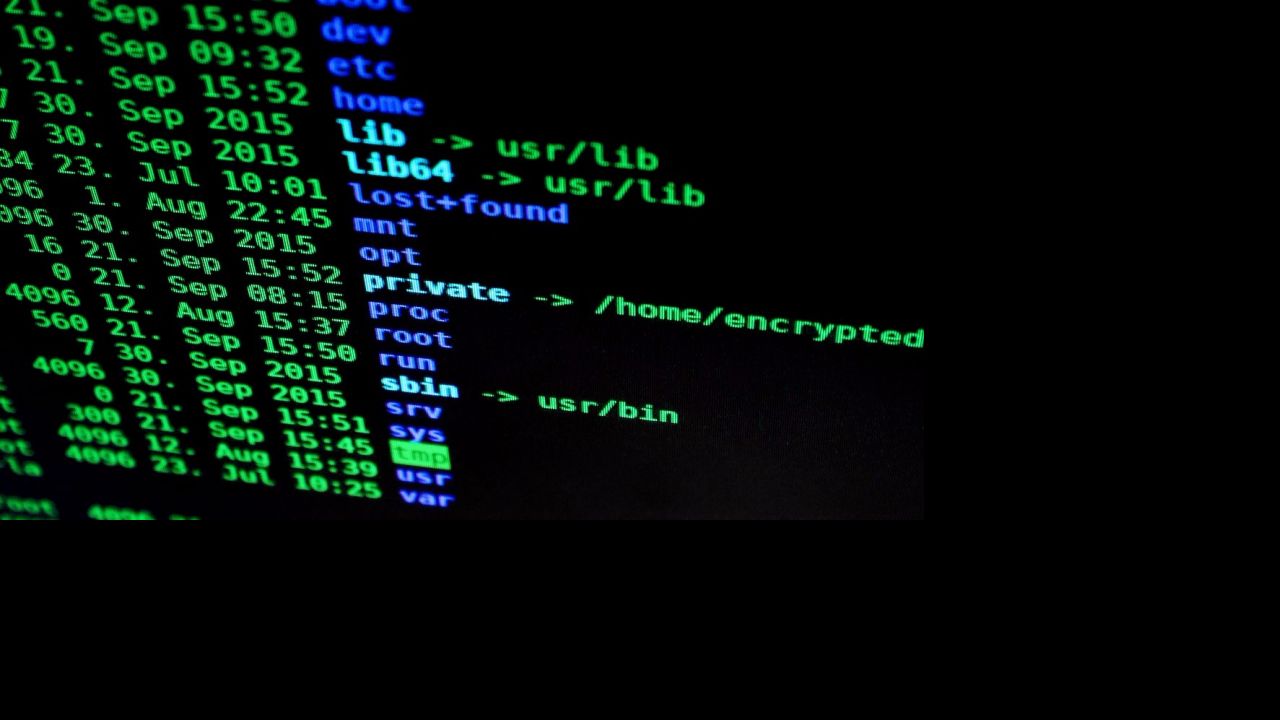 boot
21. Sep 15:50 dev
19. Sep 09:32 etc
21. Sep 15:52 home
7 30. Sep 2015 lib -> usr/lib
7 30. Sep 2015 lib64 -> usr/lib
84 23. Jul 10:01 lost+found
096 1. Aug 22:45 mnt
096 30. Sep 2015 opt
16 21. Sep 15:52 private -> /home/encrypted
0 21. Sep 08:15 proc
4096 12. Aug 15:37 root
560 21. Sep 15:50 run
7 30. Sep 2015 sbin -> usr/bin
4096 30. Sep 2015 srv
0 21. Sep 15:51 sys
300 21. Sep 15:45 tmp
4096 12. Aug 15:39 usr
4096 23. Jul 10:25 var
root 4096